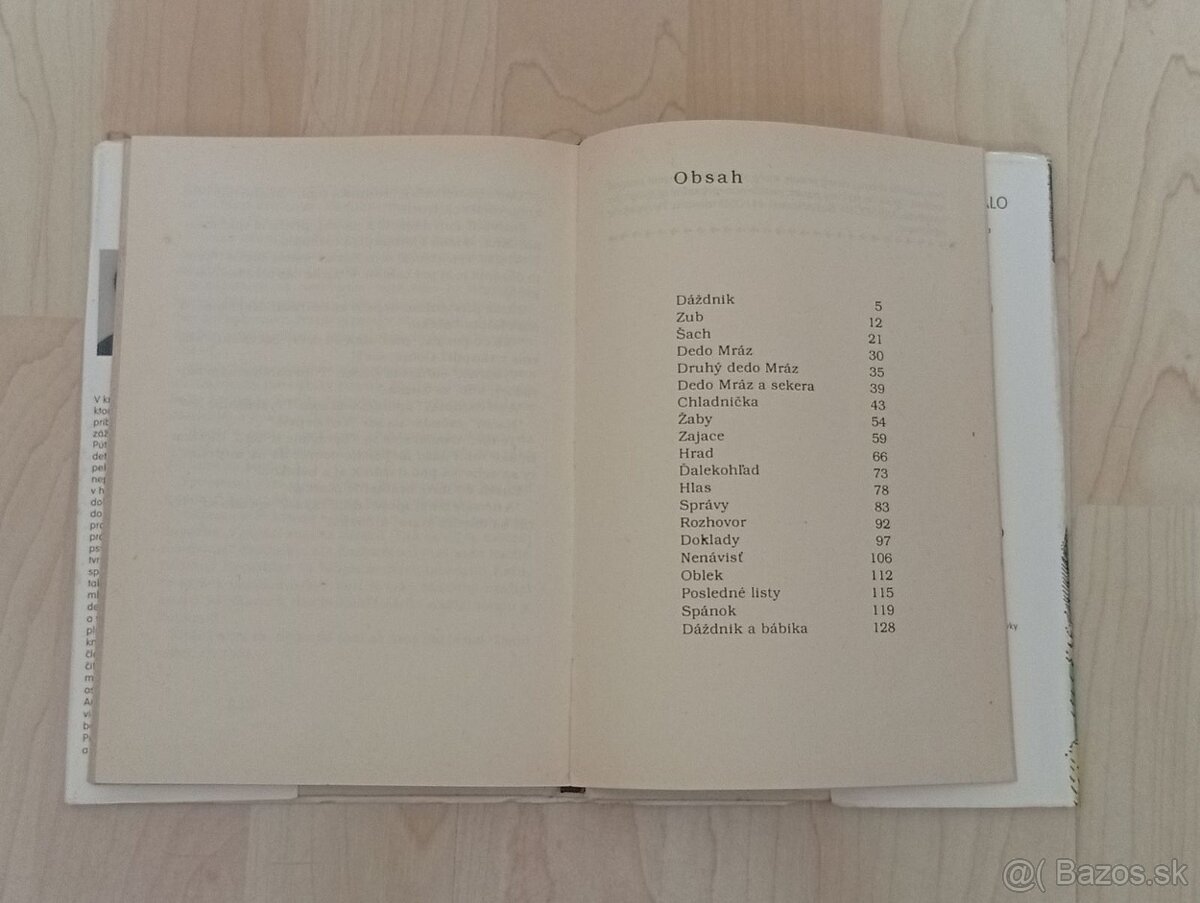 Obsah
Dáždnik 5
Zub 12
Šach 21
Dedo Mráz 30
Druhý dedo Mráz 35
Dedo Mráz a sekera 39
Chladnička 43
Žaby 54
Zajace 59
Hrad 66
Ďalekohľad 73
Hlas 78
Správy 83
Rozhovor 92
Doklady 97
Nenávisť 106
Oblek 112
Posledné listy 115
Spánok 119
Dáždnik a bábika 128
@( Bazos.sk